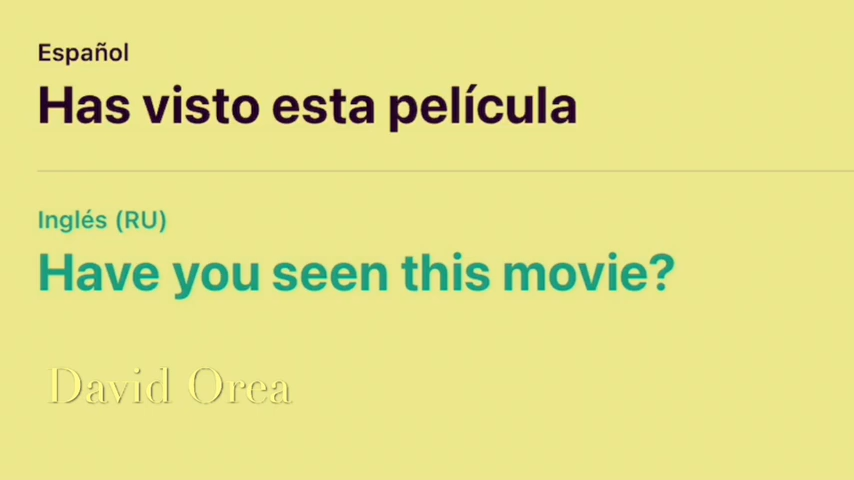 Español
Has visto esta película
Inglés (RU)
Have you seen this movie?
David Orea